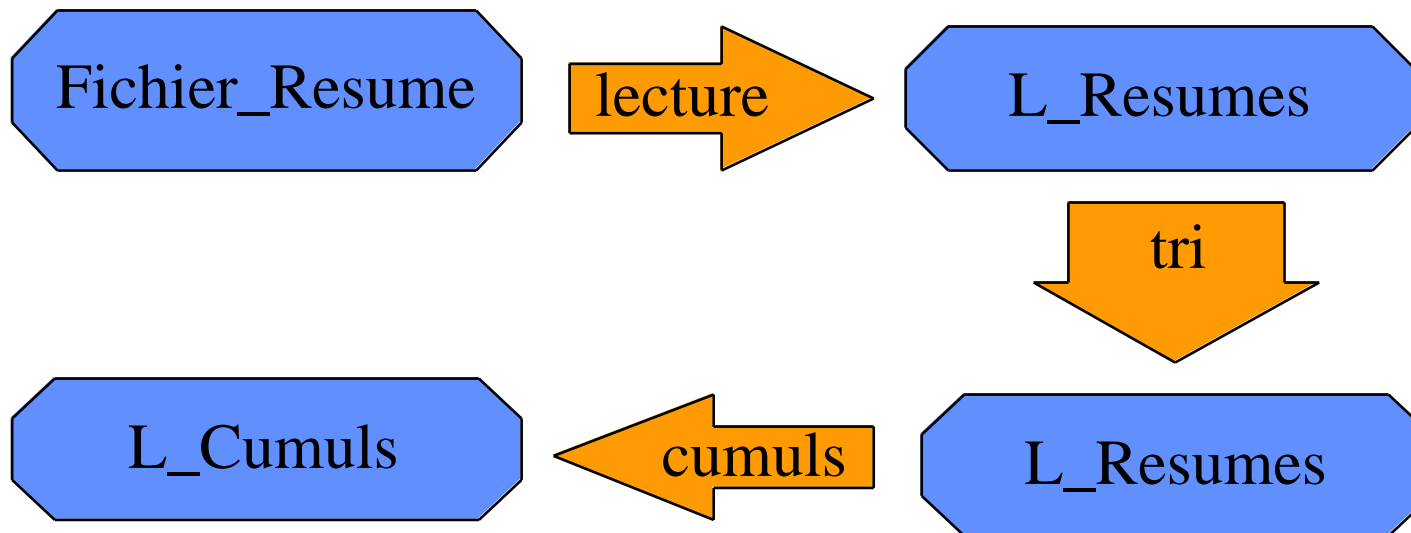 Fichier_Resume
lecture
L_Resumes
tri
L_Cumuls
cumuls
L_Resumes